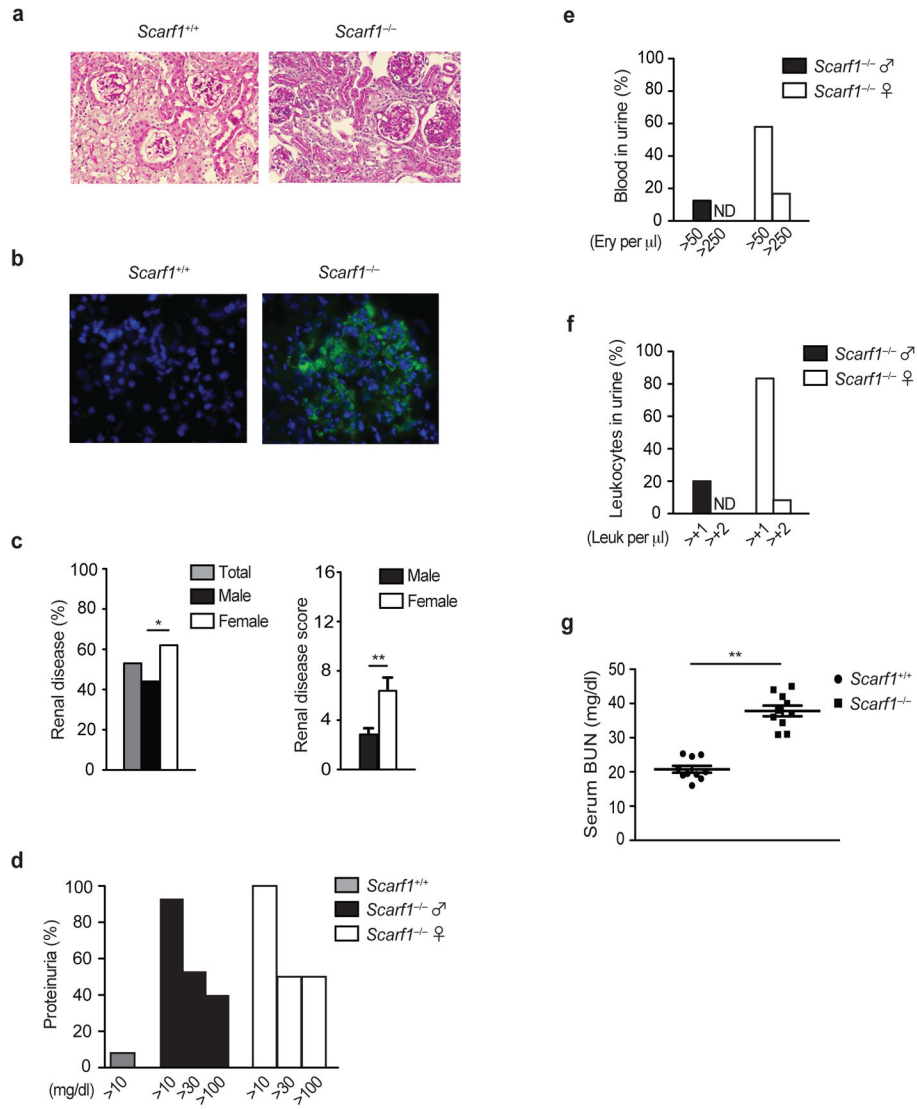 a
Scarf1+/+
Scarf1–/–
b
Scarf1+/+
Scarf1–/–
c
Renal disease (%)
100
80
60
40
20
0
Total
Male
Female
*
Renal disease score
16
12
8
4
0
Male
Female
**
d
Proteinuria (%)
100
80
60
40
20
0
(mg/dl)
>10
>10
>30
>100
>10
>30
>100
Scarf1+/+
Scarf1–/– ♂
Scarf1–/– ♀
e
Blood in urine (%)
100
80
60
40
20
0
ND
(Ery per μl)
>50
>250
>50
>250
Scarf1–/– ♂
Scarf1–/– ♀
f
Leukocytes in urine (%)
100
80
60
40
20
0
ND
(Leuk per μl)
>+1
>+2
>+1
>+2
Scarf1–/– ♂
Scarf1–/– ♀
g
Serum BUN (mg/dl)
50
40
30
20
10
0
**
Scarf1+/+
Scarf1–/–